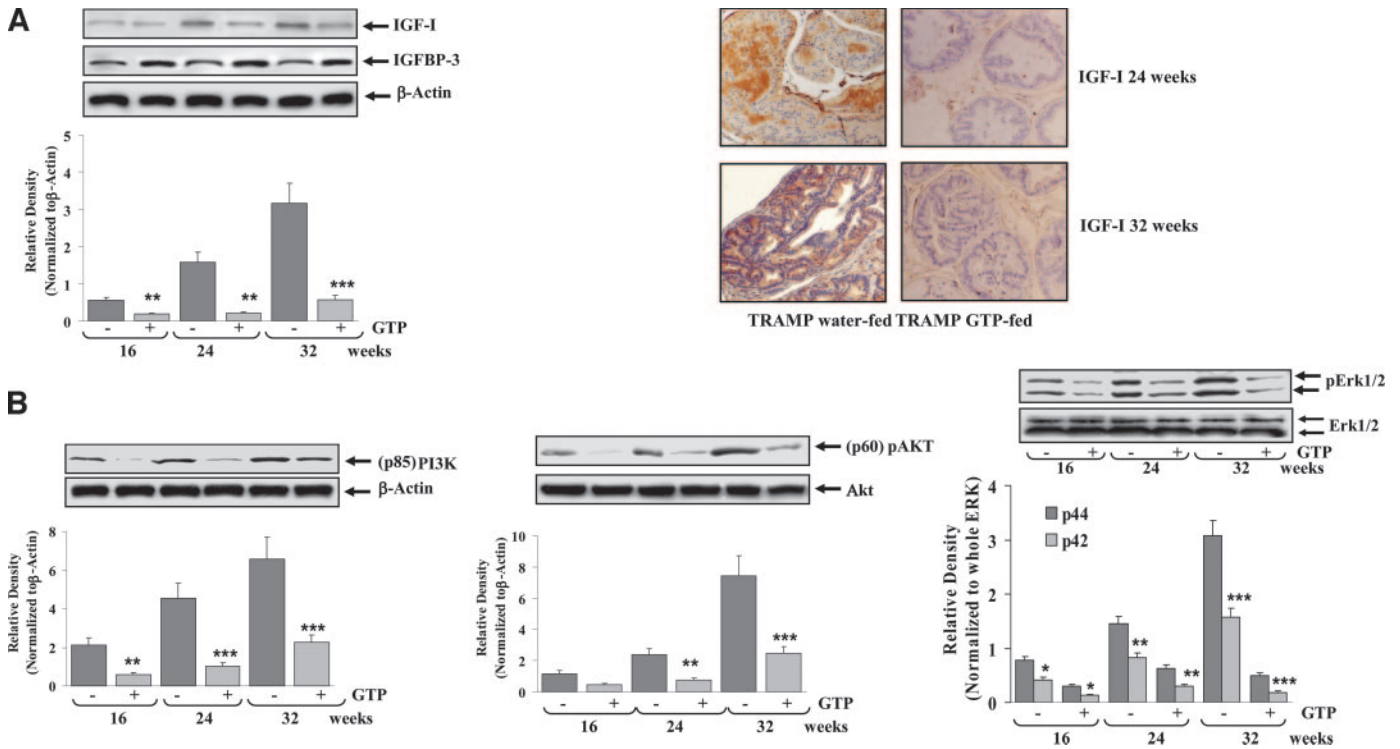 A
IGF-I
IGFBP-3
β-Actin
Relative Density
(Normalized toβ-Actin)
5
4
3
2
1
0
** ** ***
- + - + - + GTP
16 24 32 weeks
IGF-I 24 weeks
IGF-I 32 weeks
TRAMP water-fed TRAMP GTP-fed
B
(p85)PI3K
β-Actin
Relative Density
(Normalized toβ-Actin)
8
6
4
2
0
** *** ***
- + - + - + GTP
16 24 32 weeks
(p60) pAKT
Akt
Relative Density
(Normalized toβ-Actin)
10
8
6
4
2
0
** ***
- + - + - + GTP
16 24 32 weeks
pErk1/2
Erk1/2
- + - + - + GTP
16 24 32 weeks
Relative Density
(Normalized to whole ERK)
4
3
2
1
0
p44
p42
* * ** ** *** ***
- + - + - + GTP
16 24 32 weeks